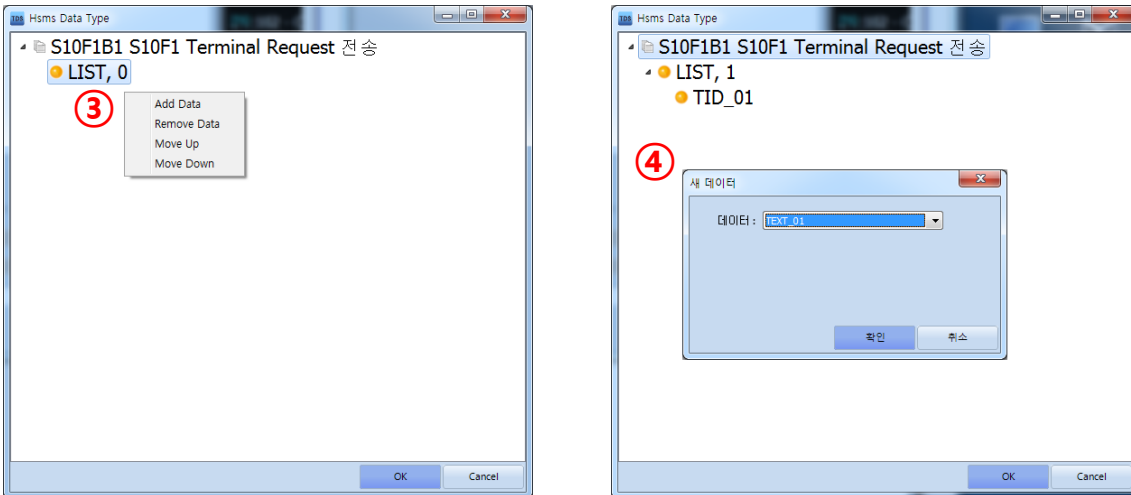 Hsms Data Type
S10F1B1 S10F1 Terminal Request 전송
LIST, 0
③
Add Data
Remove Data
Move Up
Move Down
OK
Cancel
Hsms Data Type
S10F1B1 S10F1 Terminal Request 전송
LIST, 1
TID_01
④
새 데이터
데이터 :
TEXT_01
확인
취소
OK
Cancel